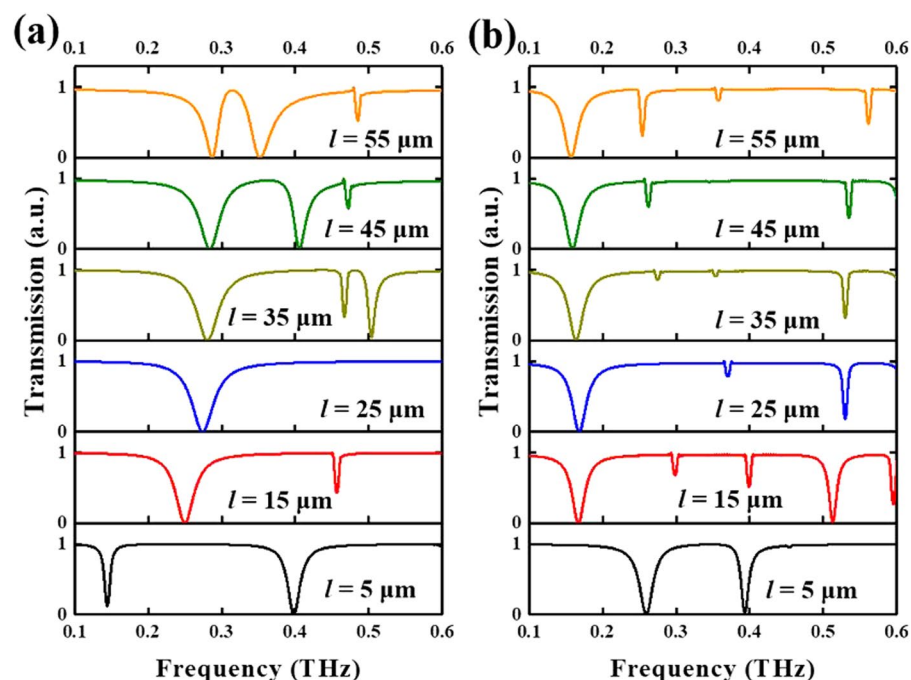 (a)
0.1 0.2 0.3 0.4 0.5 0.6
Transmission (a.u.)
1
0
l = 55 µm
1
0
l = 45 µm
1
0
l = 35 µm
1
0
l = 25 µm
1
0
l = 15 µm
1
0
l = 5 µm
0.1 0.2 0.3 0.4 0.5 0.6
Frequency (THz)
(b)
0.1 0.2 0.3 0.4 0.5 0.6
Transmission (a.u.)
1
0
l = 55 µm
1
0
l = 45 µm
1
0
l = 35 µm
1
0
l = 25 µm
1
0
l = 15 µm
1
0
l = 5 µm
0.1 0.2 0.3 0.4 0.5 0.6
Frequency (THz)